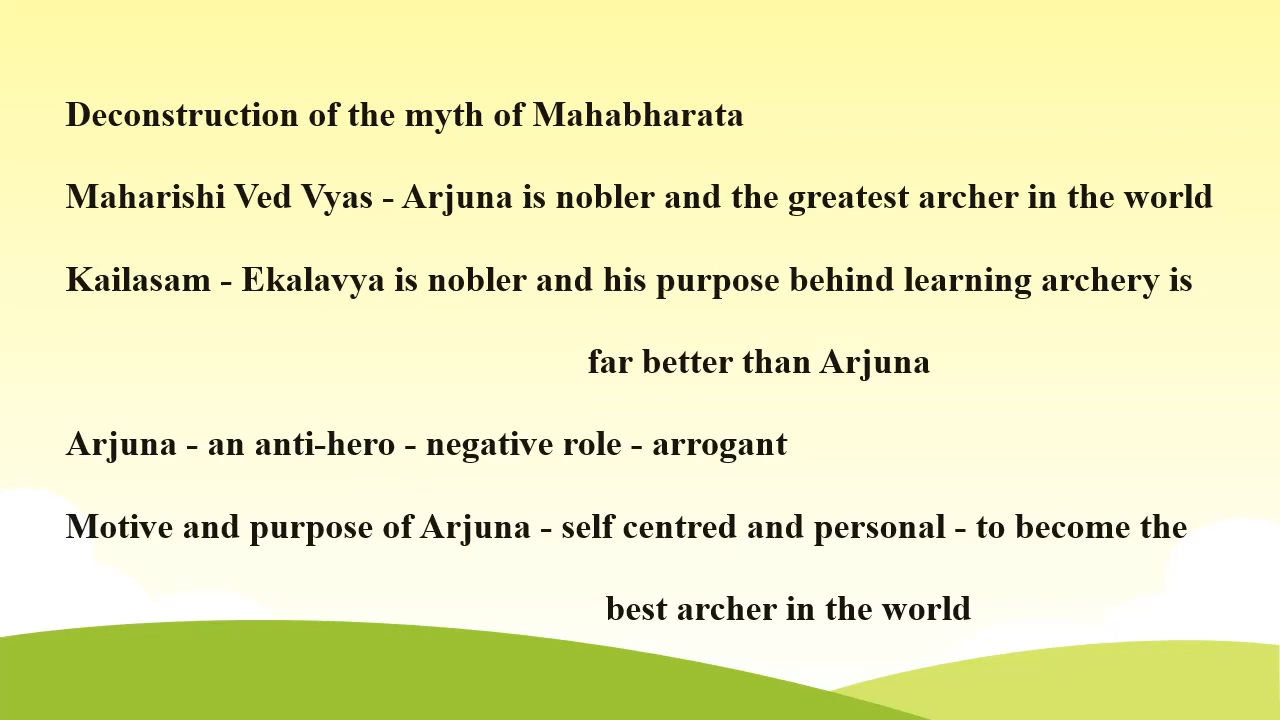 Deconstruction of the myth of Mahabharata
Maharishi Ved Vyas - Arjuna is nobler and the greatest archer in the world
Kailasam - Ekalavya is nobler and his purpose behind learning archery is
far better than Arjuna
Arjuna - an anti-hero - negative role - arrogant
Motive and purpose of Arjuna - self centred and personal - to become the
best archer in the world